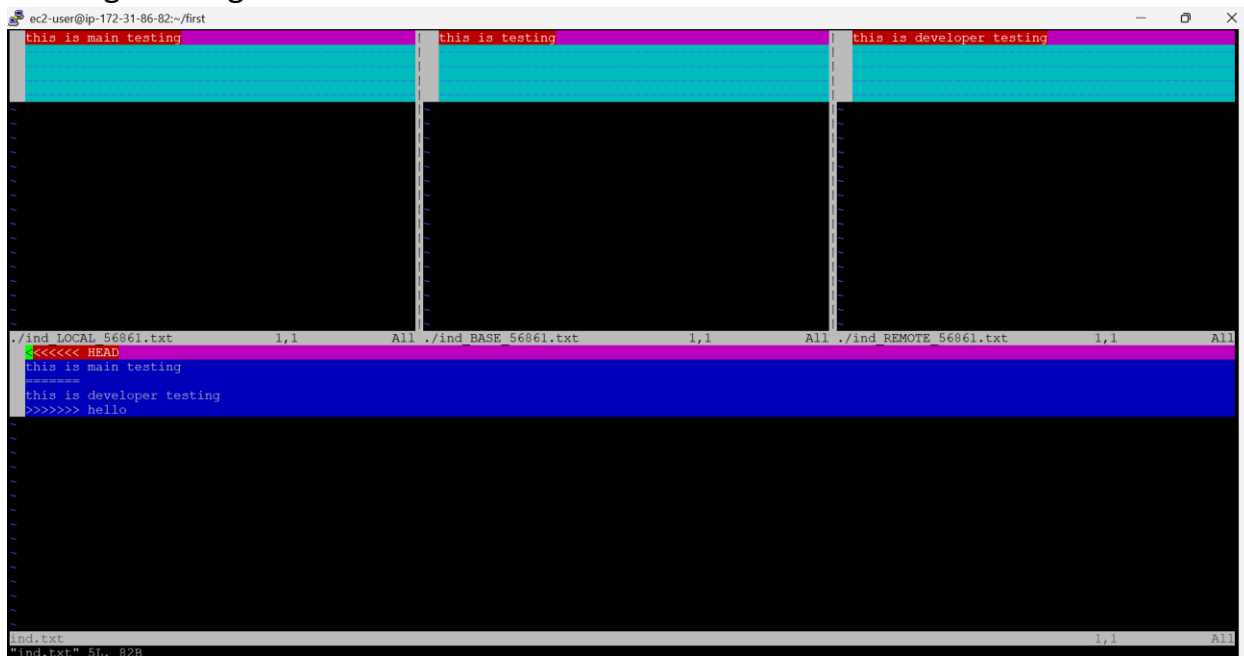 ec2-user@ip-172-31-86-82:~/first
this is main testing
this is testing
this is developer testing
./ind_LOCAL_56861.txt 1,1 All ./ind_BASE_56861.txt 1,1 All ./ind_REMOTE_56861.txt 1,1 All
<<<<<<< HEAD
this is main testing
=======
this is developer testing
>>>>>>> hello
ind.txt 1,1 All
"ind.txt" 5L, 82B